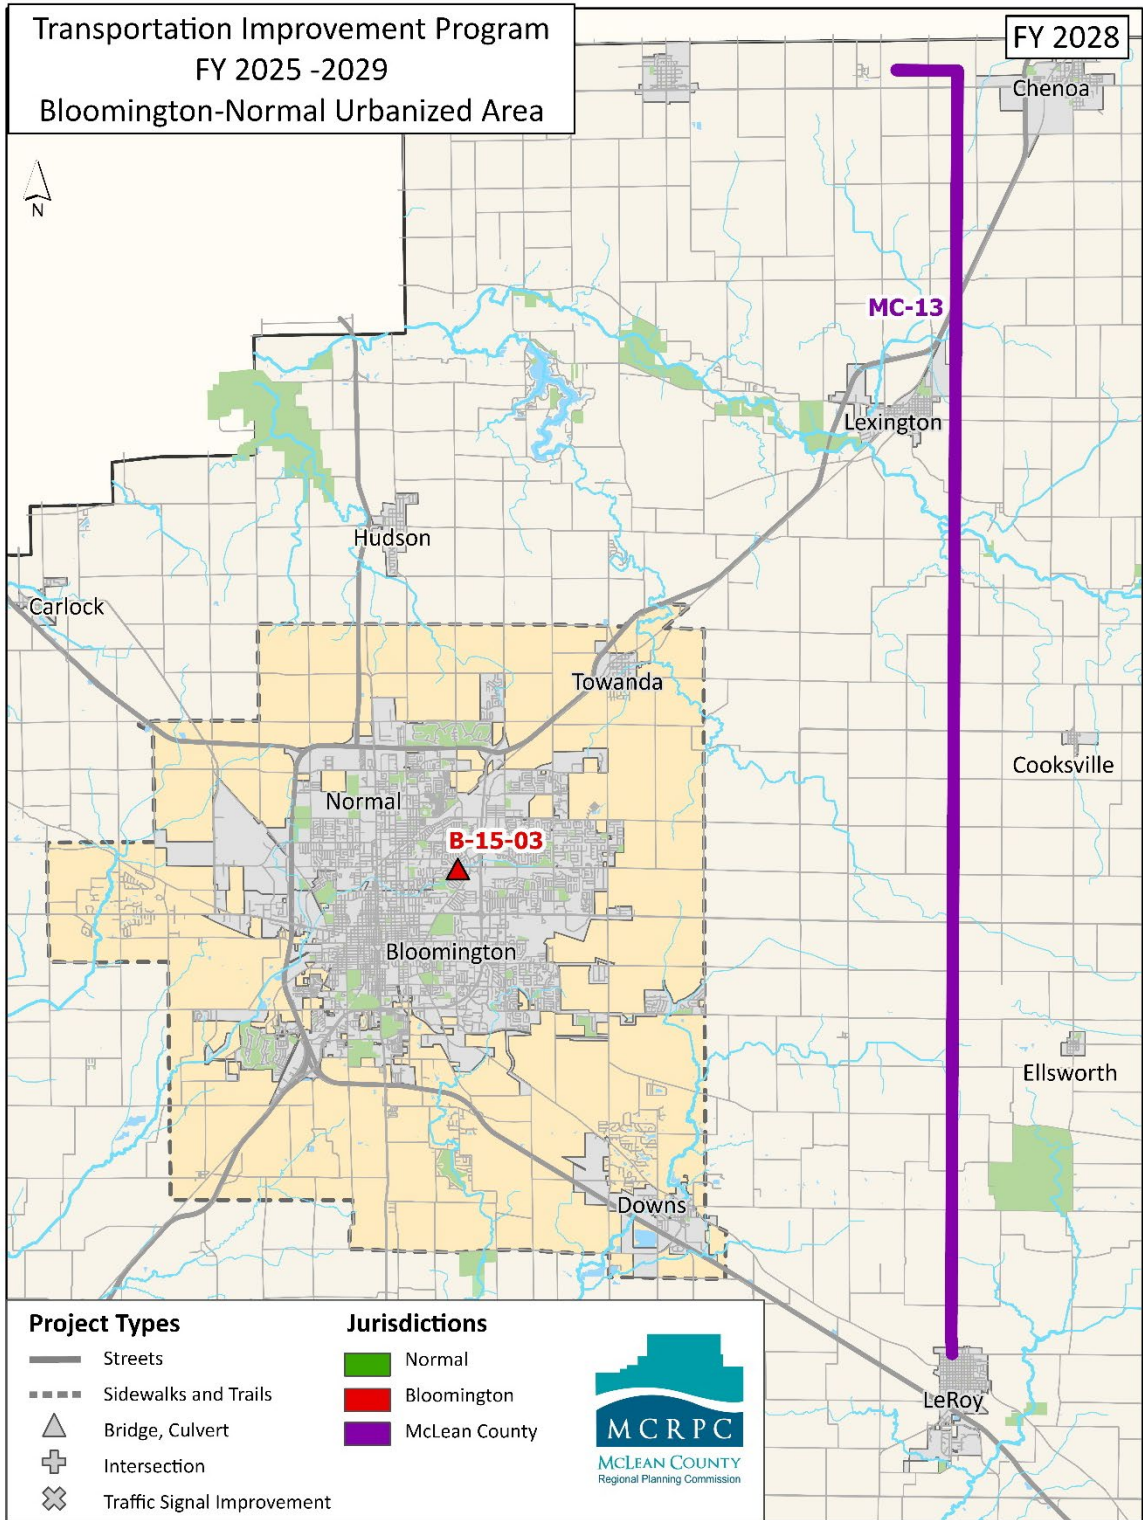 Transportation Improvement Program
FY 2025 -2029
Bloomington-Normal Urbanized Area
FY 2028
Chenoa
N
MC-13
Lexington
Hudson
Carlock
Towanda
Cooksville
Normal
B-15-03
Bloomington
Ellsworth
Downs
LeRoy
Project Types
Streets
Sidewalks and Trails
Bridge, Culvert
Intersection
Traffic Signal Improvement
Jurisdictions
Normal
Bloomington
McLean County
MCRPC
McLean County
Regional Planning Commission